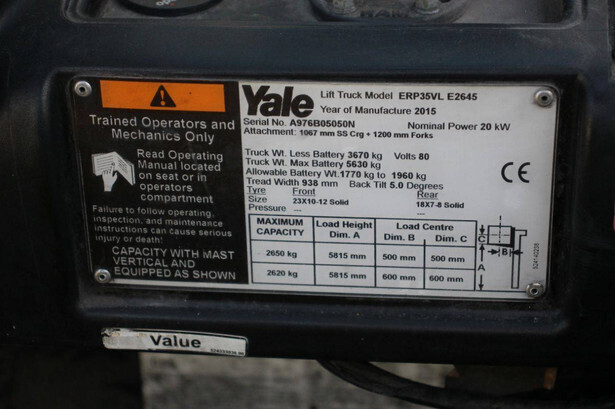 Trained Operators and
Mechanics Only
Read Operating
Manual located
on seat or in
operators
compartment
Failure to follow operating,
inspection, and maintenance
instructions can cause serious
injury or death!
CAPACITY WITH MAST
VERTICAL AND
EQUIPPED AS SHOWN
Yale
Lift Truck Model ERP35VL E2645
Year of Manufacture 2015
Serial No. A976B05050N Nominal Power 20 kW
Attachment: 1067 mm SS Crg + 1200 mm Forks
Truck Wt. Less Battery 3670 kg Volts 80
Truck Wt. Max Battery 5630 kg
Allowable Battery Wt. 1770 kg to 1960 kg
Tread Width 938 mm Back Tilt 5.0 Degrees
Tyre Front Rear
Size 23X10-12 Solid 18X7-8 Solid
Pressure — —
MAXIMUM CAPACITY Load Height Dim. A Load Centre Dim. B Dim. C
2650 kg 5815 mm 500 mm 500 mm
2620 kg 5815 mm 600 mm 600 mm
CE
C
B
A
Value